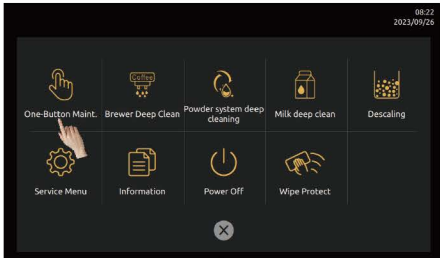 08:22
2023/09/26
Coffee
One-Button Maint.
Brewer Deep Clean
Powder system deep
cleaning
Milk deep clean
Descaling
Service Menu
Information
Power Off
Wipe Protect